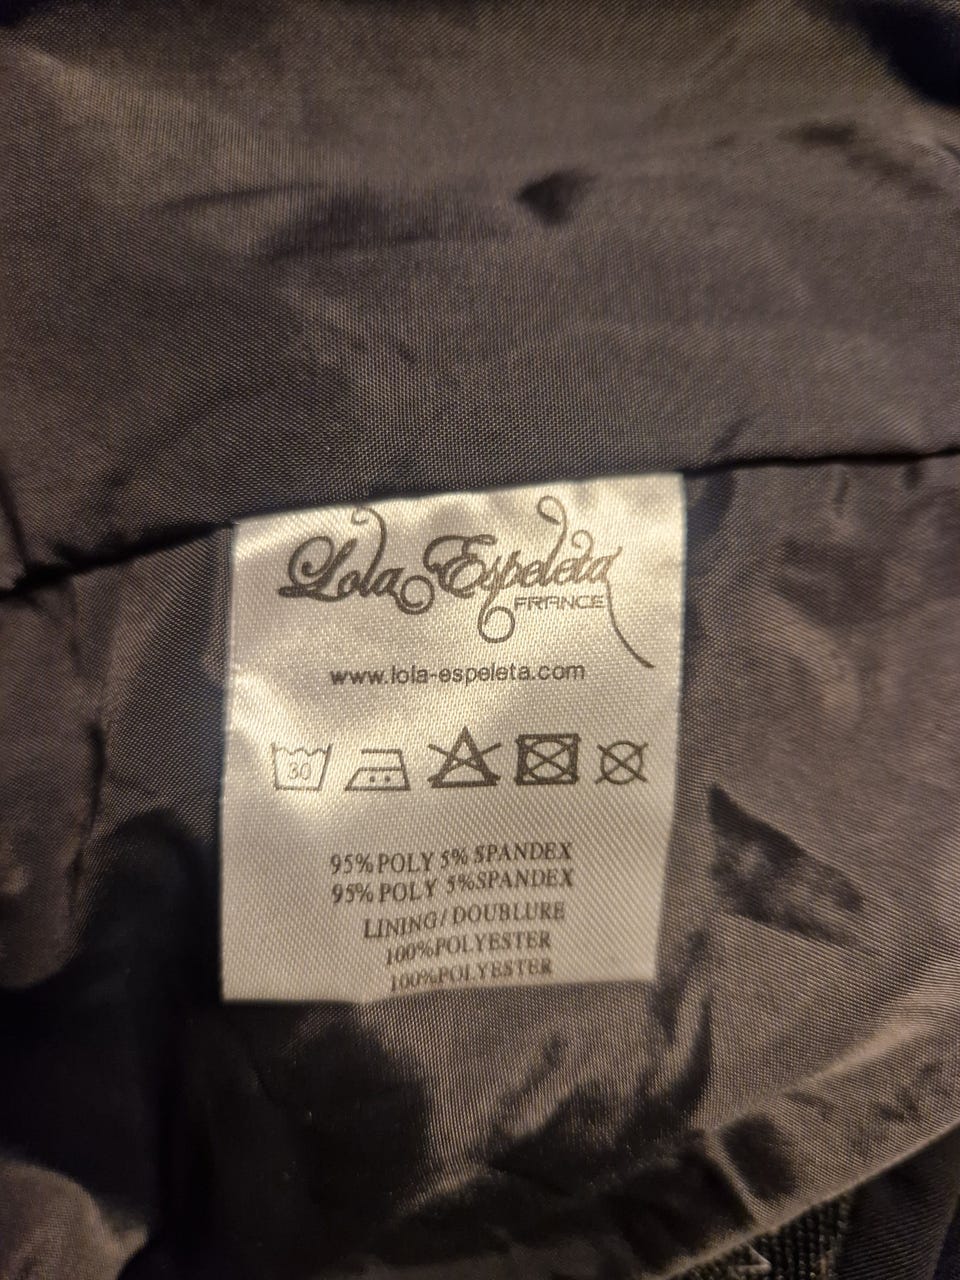 Lola Espeleta
FRANCE
www.lola-espeleta.com
30
95% POLY 5% SPANDEX
95% POLY 5%SPANDEX
LINING/DOUBLURE
100%POLYESTER
100%POLYESTER